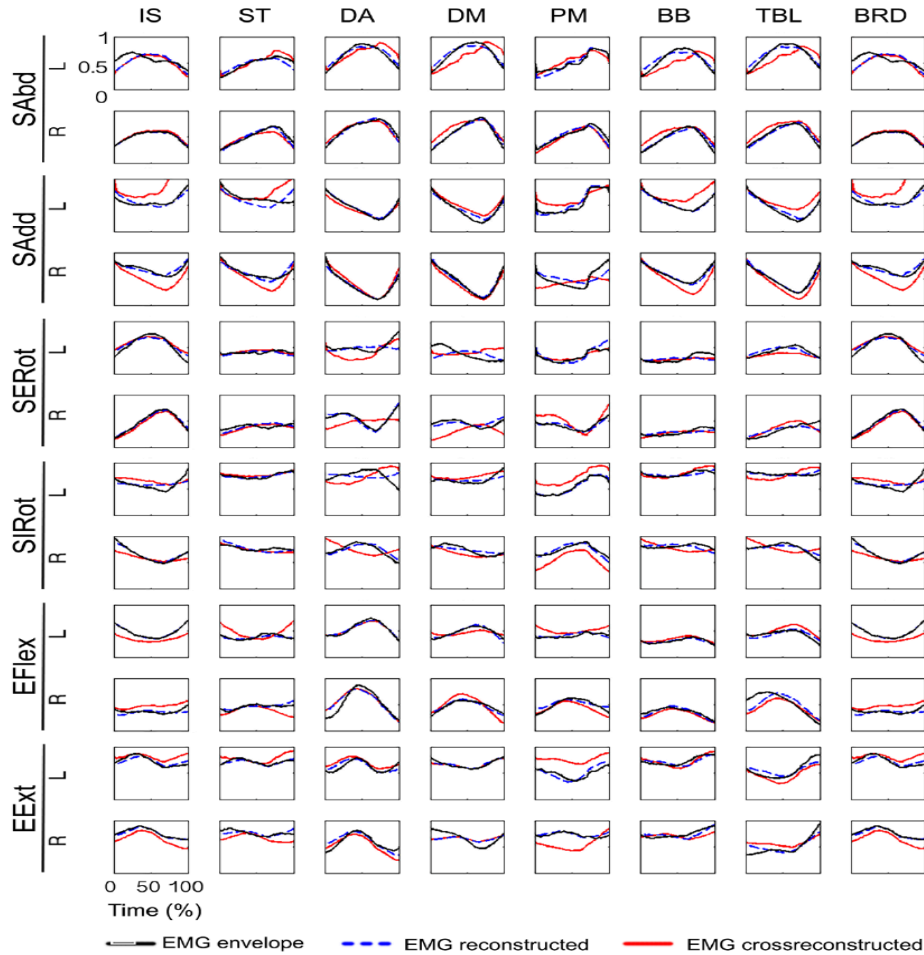 IS ST DA DM PM BB TBL BRD
SAbd
L
1
0.5
0
R
SAdd
L
R
SERot
L
R
SIRot
L
R
EFlex
L
R
EExt
L
R
0 50 100
Time (%)
EMG envelope EMG reconstructed EMG crossreconstructed